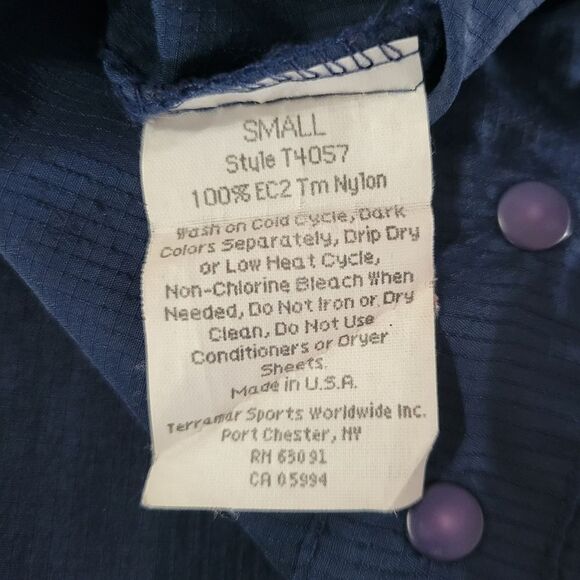 SMALL
Style T4057
100% EC2 Tm Nylon
Wash on Cold Cycle, Dark
Colors Separately, Drip Dry
or Low Heat Cycle,
Non-Chlorine Bleach When
Needed, Do Not Iron or Dry
Clean, Do Not Use
Conditioners or Dryer
Sheets.
Made in U.S.A.
Terramar Sports Worldwide Inc.
Port Chester, NY
RN 63091
CA 05994